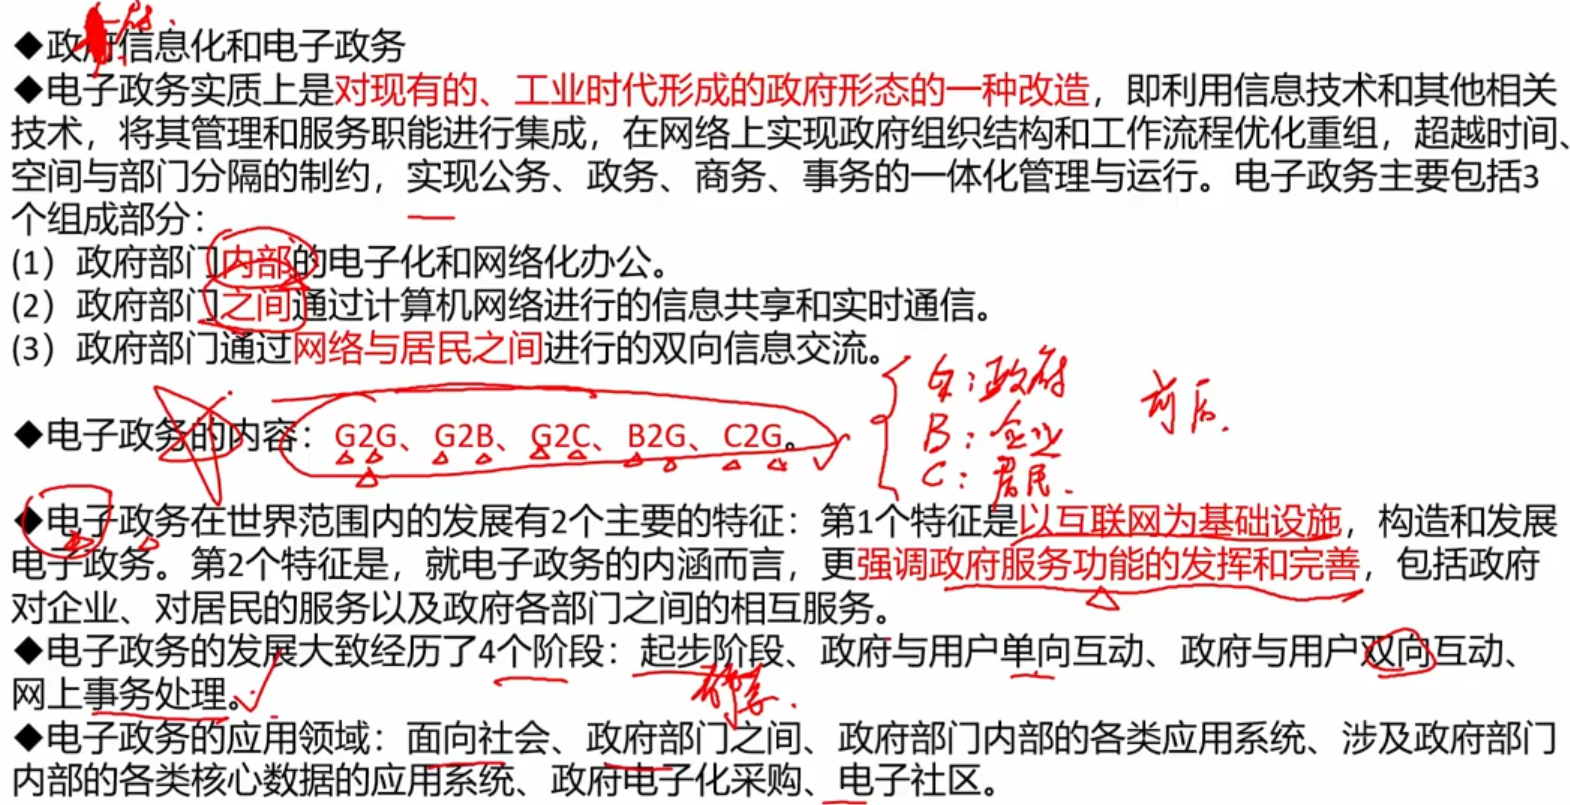 ◆政府信息化和电子政务
◆电子政务实质上是对现有的、工业时代形成的政府形态的一种改造，即利用信息技术和其他相关
技术，将其管理和服务职能进行集成，在网络上实现政府组织结构和工作流程优化重组，超越时间、
空间与部门分隔的制约，实现公务、政务、商务、事务的一体化管理与运行。电子政务主要包括3
个组成部分：
(1）政府部门内部的电子化和网络化办公。
(2）政府部门之间通过计算机网络进行的信息共享和实时通信。
(3）政府部门通过网络与居民之间进行的双向信息交流。
G：政府
B：企业
C：居民.
◆电子政务的内容：G2G、G2B、G2C、B2G、C2G。
◆电子政务在世界范围内的发展有2个主要的特征：第1个特征是以互联网为基础设施，构造和发展
电子政务。第2个特征是，就电子政务的内涵而言，更强调政府服务功能的发挥和完善，包括政府
对企业、对居民的服务以及政府各部门之间的相互服务。
◆电子政务的发展大致经历了4个阶段：起步阶段、政府与用户单向互动、政府与用户双向互动、
网上事务处理。
◆电子政务的应用领域：面向社会、政府部门之间、政府部门内部的各类应用系统、涉及政府部门
内部的各类核心数据的应用系统、政府电子化采购、电子社区。